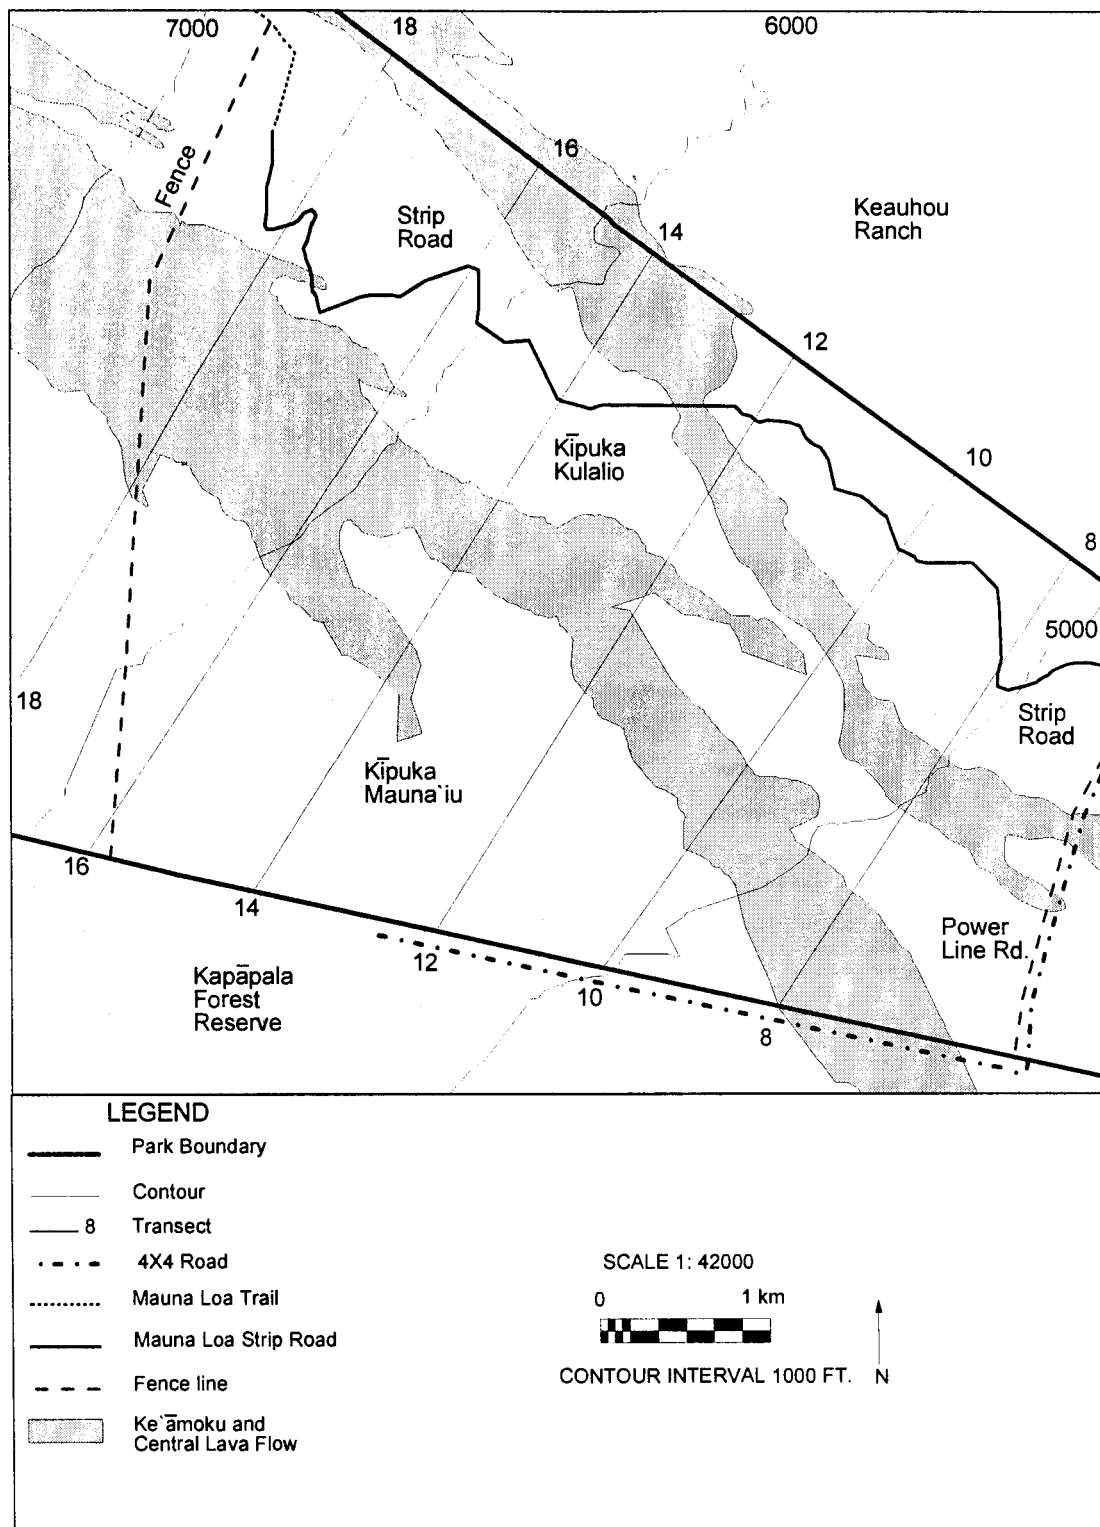 7000
18
6000
Fence
16
Strip
Road
Keauhou
Ranch
14
12
Kīpuka
Kulalio
10
8
5000
18
Strip
Road
Kīpuka
Mauna`iu
16
14
Power
Line Rd.
12
Kapāpala
Forest
Reserve
10
8
LEGEND
Park Boundary
Contour
8 Transect
4X4 Road
Mauna Loa Trail
Mauna Loa Strip Road
Fence line
Ke`āmoku and
Central Lava Flow
SCALE 1: 42000
0 1 km
CONTOUR INTERVAL 1000 FT. N